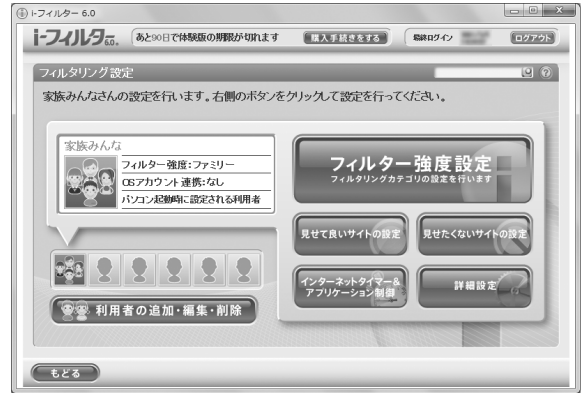 i-フィルター 6.0
i-フィルター 6.0. あと90日で体験版の期限が切れます 購入手続きをする 最終ログイン ログアウト
フィルタリング設定
家族みんなさんの設定を行います。右側のボタンをクリックして設定を行ってください。
家族みんな
フィルター強度:ファミリー
OSアカウント連携:なし
パソコン起動時に設定される利用者
フィルター強度設定
フィルタリングカテゴリの設定を行います
見せて良いサイトの設定
見せたくないサイトの設定
インターネットタイマー&
アプリケーション制御
詳細設定
利用者の追加・編集・削除
もどる